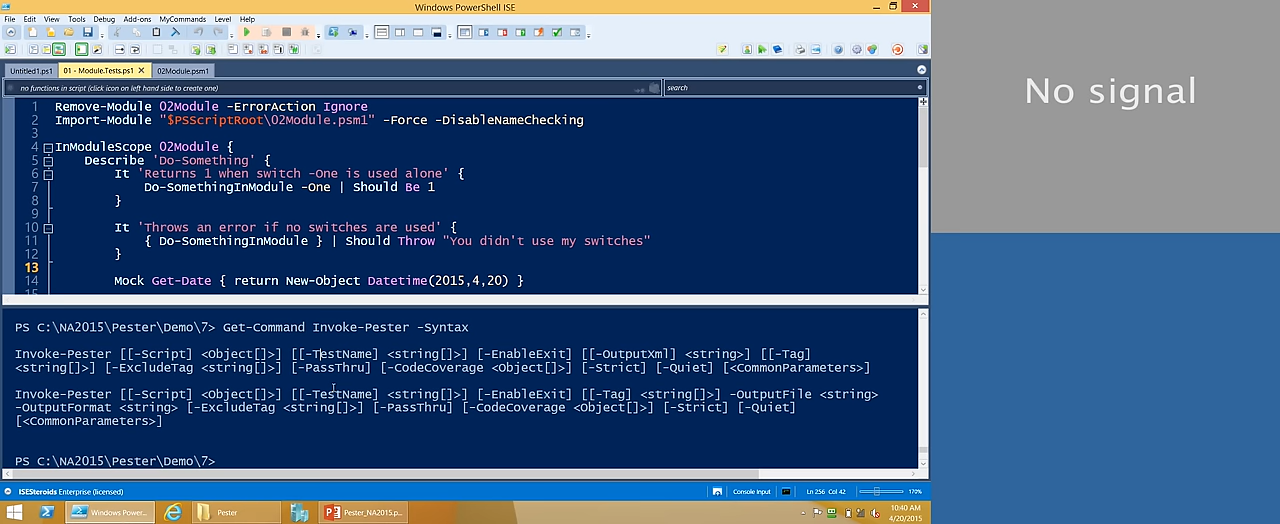 Windows PowerShell ISE
File Edit View Tools Debug Add-ons MyCommands Level Help
Untitled1.ps1 01 - Module.Tests.ps1 02Module.psm1
no functions in script (click icon on left hand side to create one)
search
1 Remove-Module O2Module -ErrorAction Ignore
2 Import-Module "$PSScriptRoot\O2Module.psm1" -Force -DisableNameChecking
3
4 InModuleScope O2Module {
5 Describe 'Do-Something' {
6 It 'Returns 1 when switch -One is used alone' {
7 Do-SomethingInModule -One | Should Be 1
8 }
9
10 It 'Throws an error if no switches are used' {
11 { Do-SomethingInModule } | Should Throw "You didn't use my switches"
12 }
13
14 Mock Get-Date { return New-Object Datetime(2015,4,20) }
PS C:\NA2015\Pester\Demo\7> Get-Command Invoke-Pester -Syntax
Invoke-Pester [[-Script] <Object[]>] [[-TestName] <string[]>] [-EnableExit] [[-OutputXml] <string>] [[-Tag]
<string[]>] [-ExcludeTag <string[]>] [-PassThru] [-CodeCoverage <Object[]>] [-Strict] [-Quiet] [<CommonParameters>]
Invoke-Pester [[-Script] <Object[]>] [[-TestName] <string[]>] [-EnableExit] [[-Tag] <string[]>] -OutputFile <string>
-OutputFormat <string> [-ExcludeTag <string[]>] [-PassThru] [-CodeCoverage <Object[]>] [-Strict] [-Quiet]
[<CommonParameters>]
PS C:\NA2015\Pester\Demo\7>
ISESteroids Enterprise (licensed)
Console Input
Ln 256 Col 42
170%
Windows Power...
Pester
Pester_NA2015.p...
10:40 AM
4/20/2015
No signal